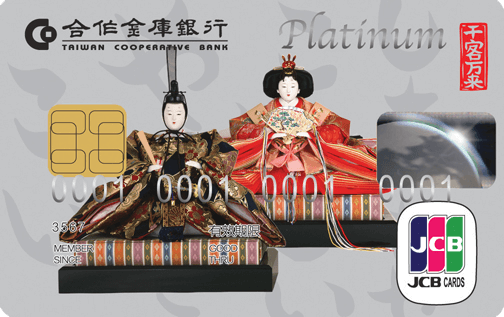 合作金庫銀行
TAIWAN COOPERATIVE BANK
Platinum
千客万来
0001 0001 0001 0001
3567
有效期限
MEMBER SINCE
GOOD THRU
JCB
JCB CARDS